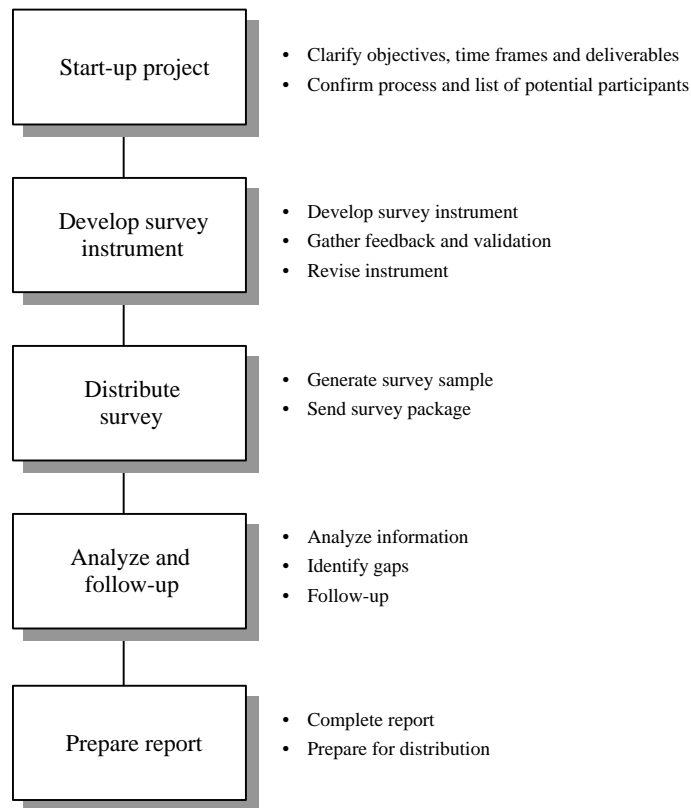 Start-up project
• Clarify objectives, time frames and deliverables
• Confirm process and list of potential participants
Develop survey
instrument
• Develop survey instrument
• Gather feedback and validation
• Revise instrument
Distribute
survey
• Generate survey sample
• Send survey package
Analyze and
follow-up
• Analyze information
• Identify gaps
• Follow-up
Prepare report
• Complete report
• Prepare for distribution